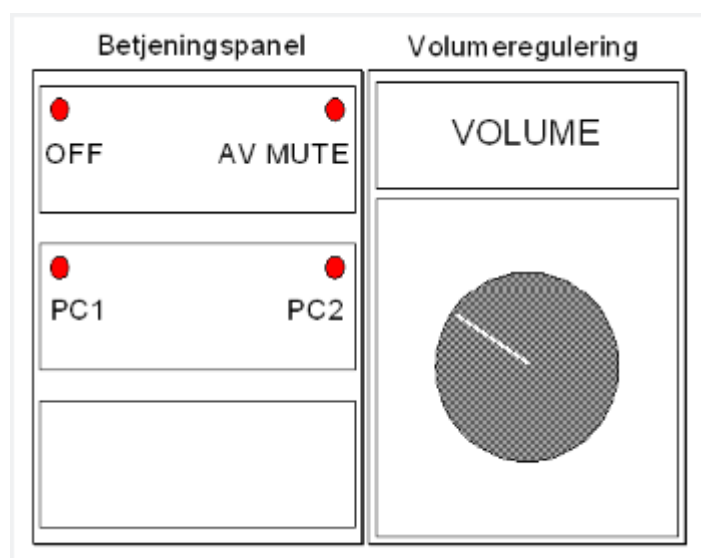 Betjeningspanel
OFF AV MUTE
PC1 PC2
Volumeregulering
VOLUME